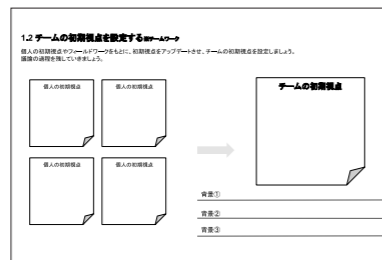 1.2 チームの初期視点を設定する※チームワーク
個人の初期視点やフィールドワークをもとに、初期視点をアップデートさせ、チームの初期視点を設定しましょう。
議論の過程を残していきましょう。
個人の初期視点
個人の初期視点
チームの初期視点
個人の初期視点
個人の初期視点
背景①
背景②
背景③